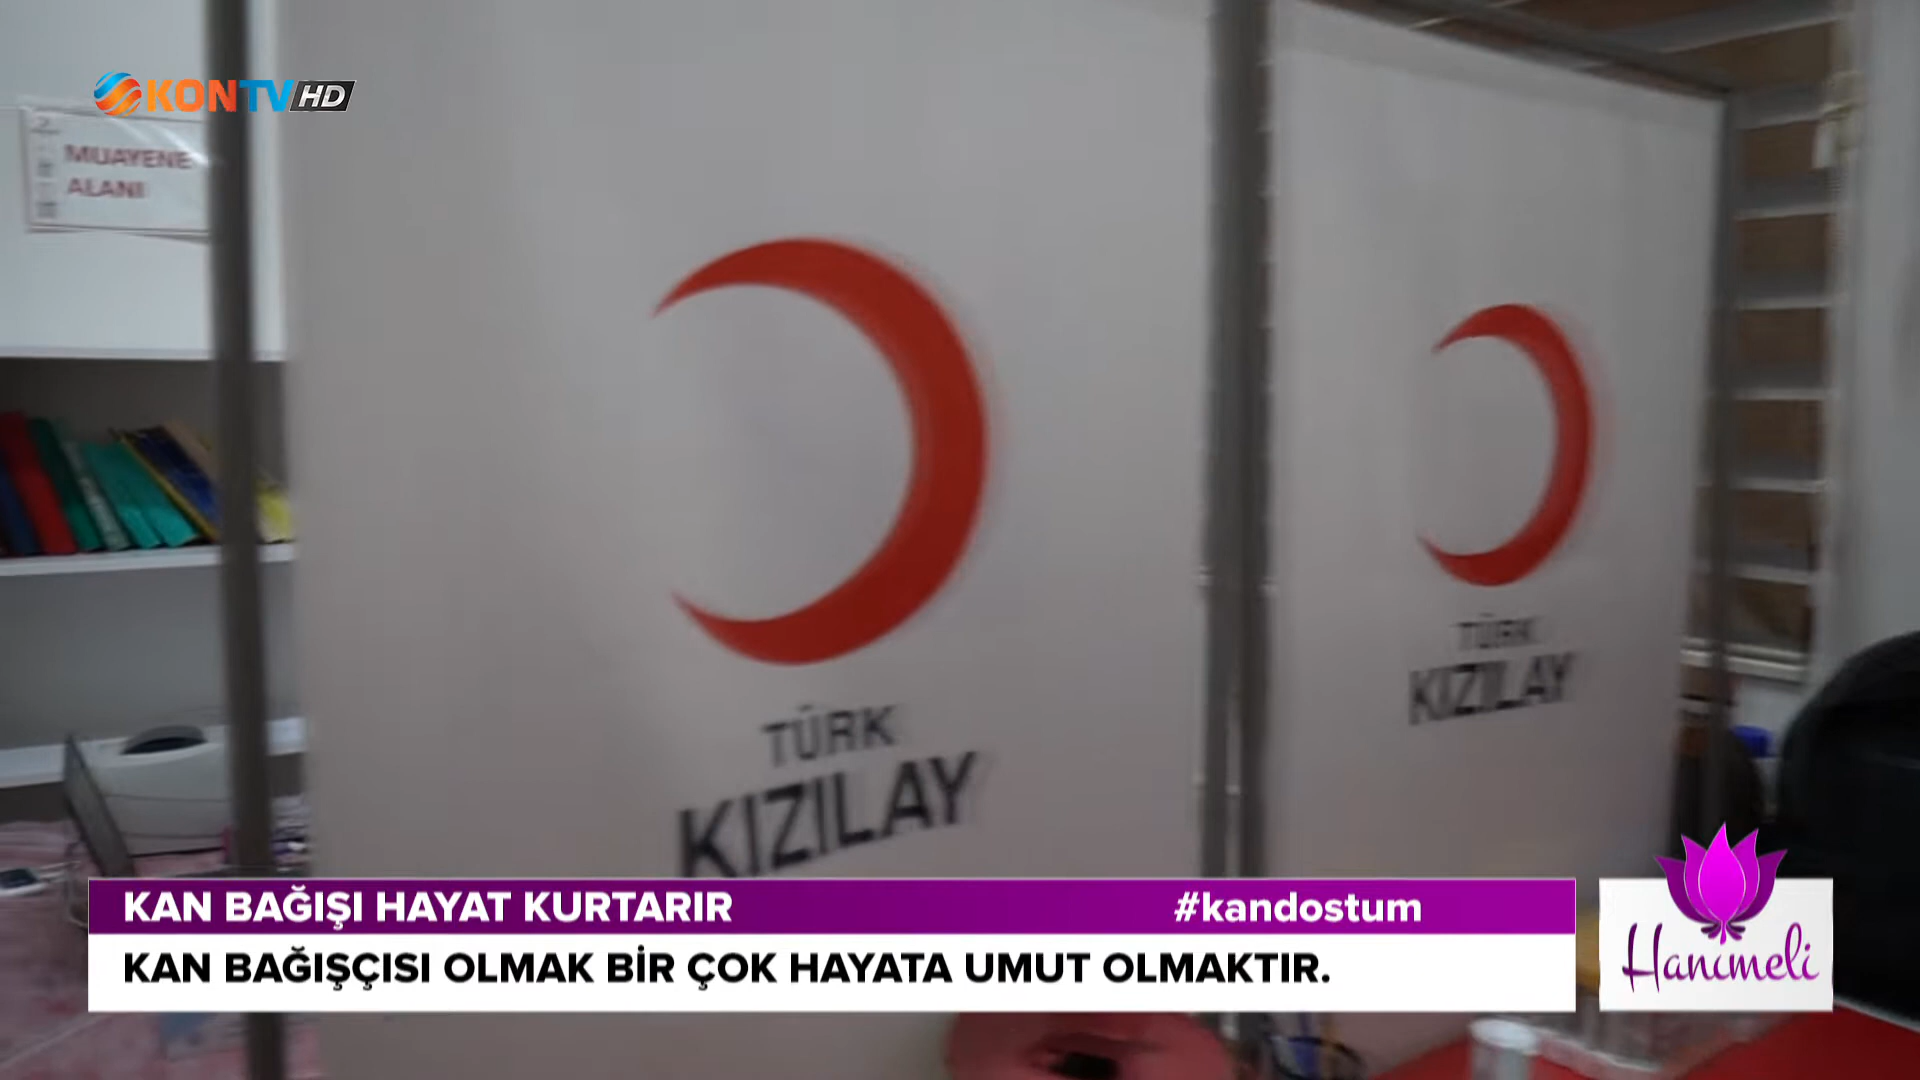 KONTV HD
MUAYENE
ALANI
TÜRK
KIZILAY
TÜRK
KIZILAY
KAN BAĞIŞI HAYAT KURTARIR #kandostum
KAN BAĞIŞÇISI OLMAK BİR ÇOK HAYATA UMUT OLMAKTIR.
Hanımeli